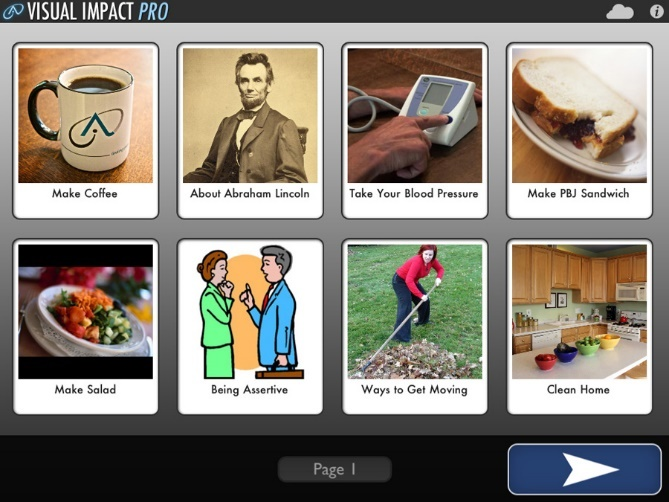 VISUAL IMPACT PRO
Make Coffee
About Abraham Lincoln
Take Your Blood Pressure
Make PBJ Sandwich
Make Salad
Being Assertive
Ways to Get Moving
Clean Home
Page 1